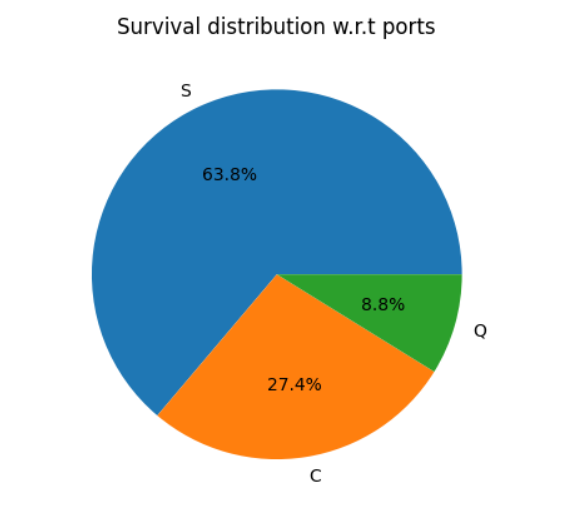 Survival distribution w.r.t ports
S
63.8%
8.8%
Q
27.4%
C